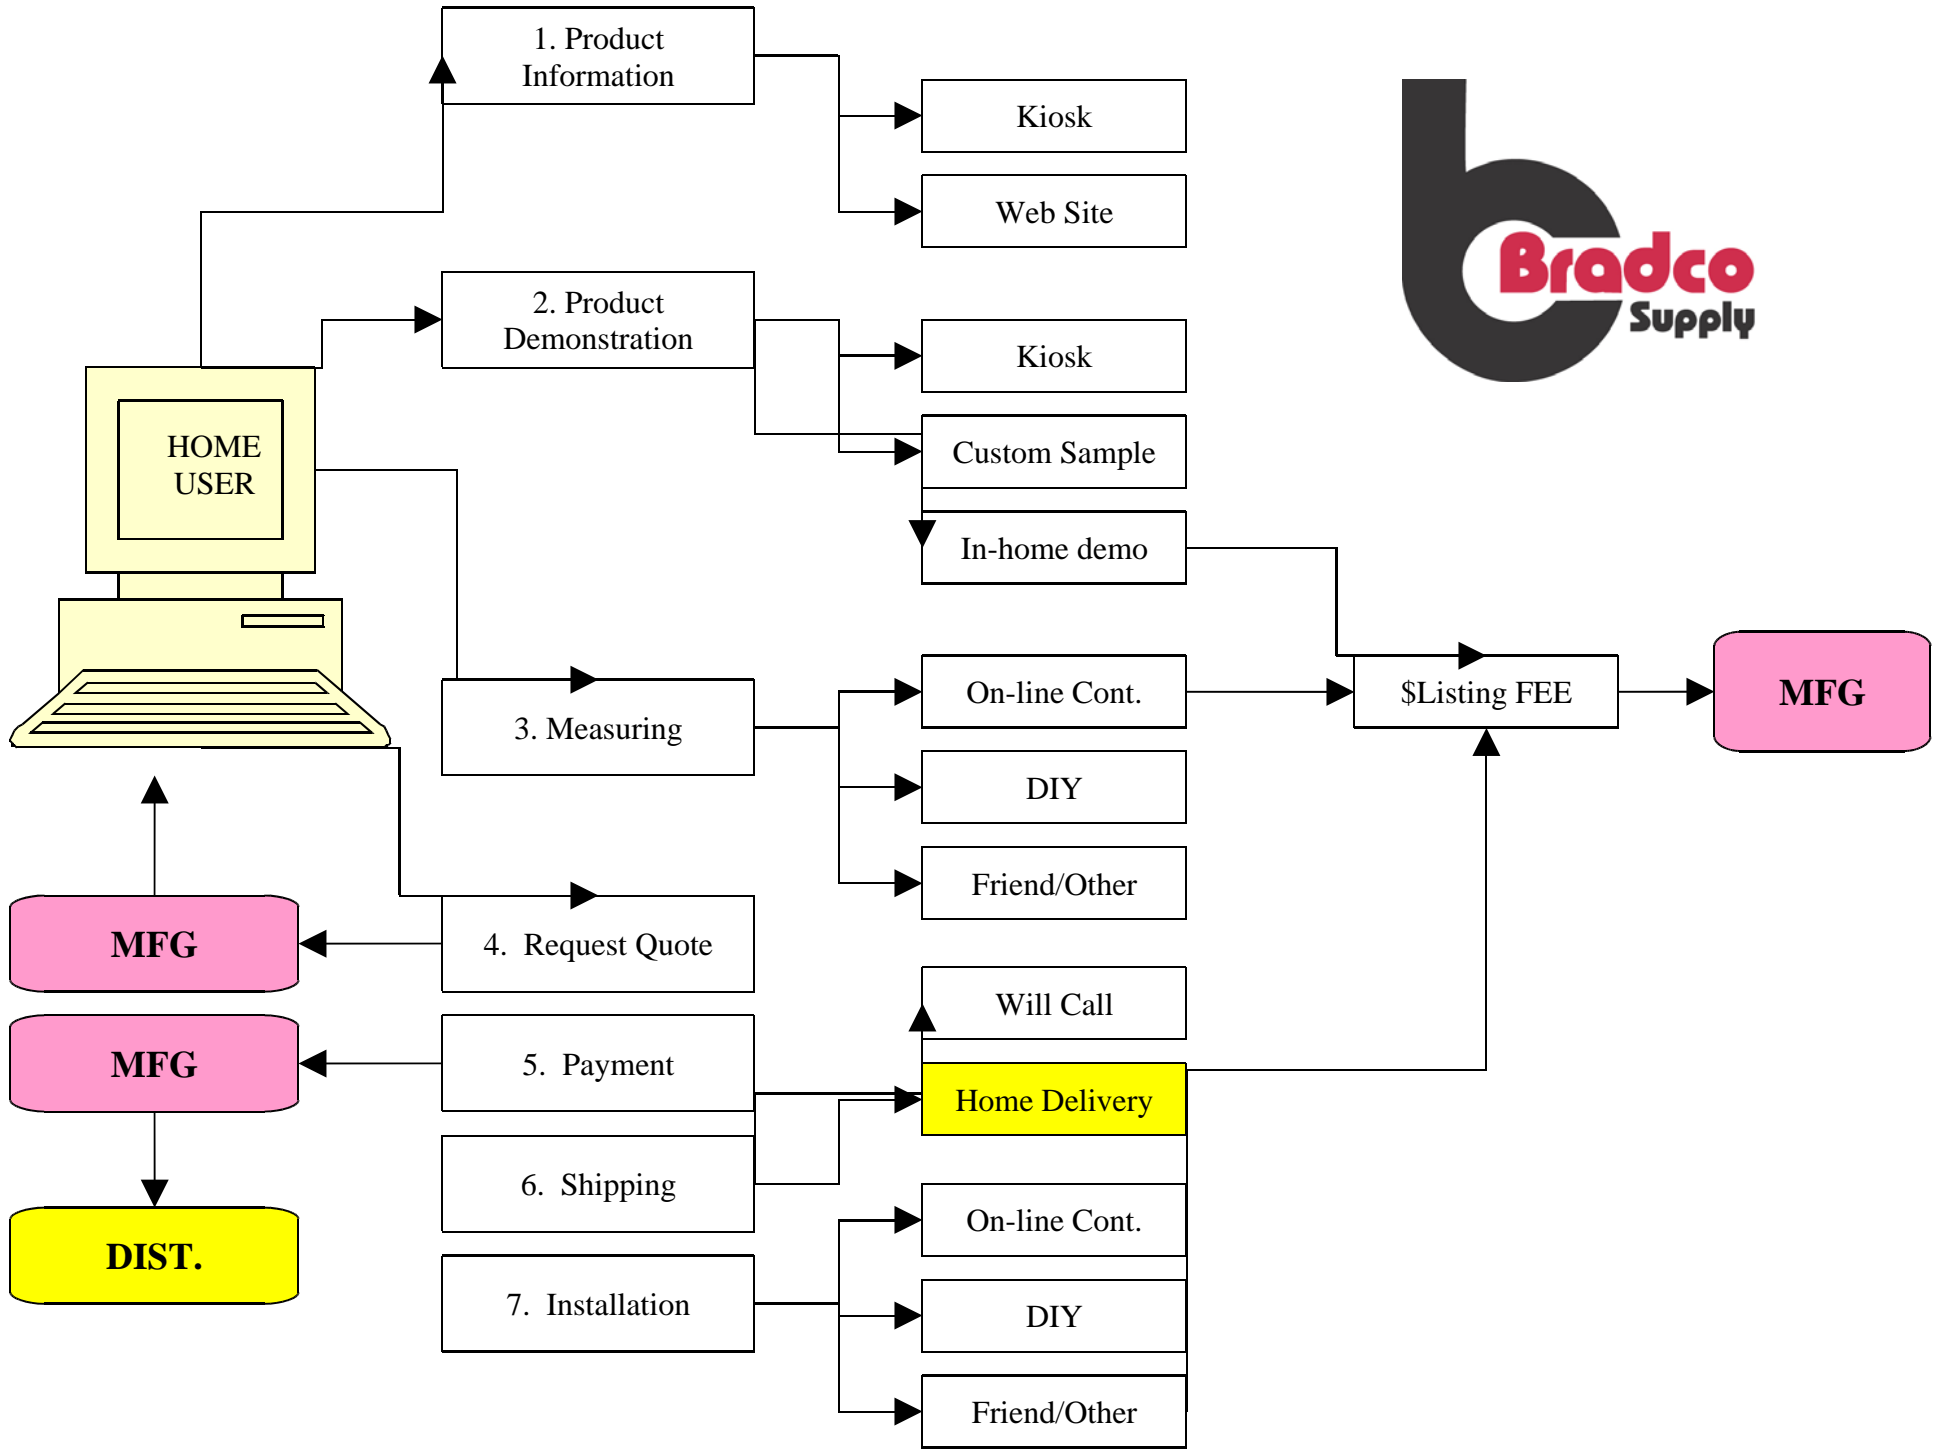 1. Product
Information
Kiosk
Web Site
Bradco
Supply
2. Product
Demonstration
Kiosk
Custom Sample
In-home demo
HOME
USER
3. Measuring
On-line Cont.
DIY
Friend/Other
$Listing FEE
MFG
MFG
4.  Request Quote
MFG
5.  Payment
Will Call
Home Delivery
6.  Shipping
DIST.
7.  Installation
On-line Cont.
DIY
Friend/Other